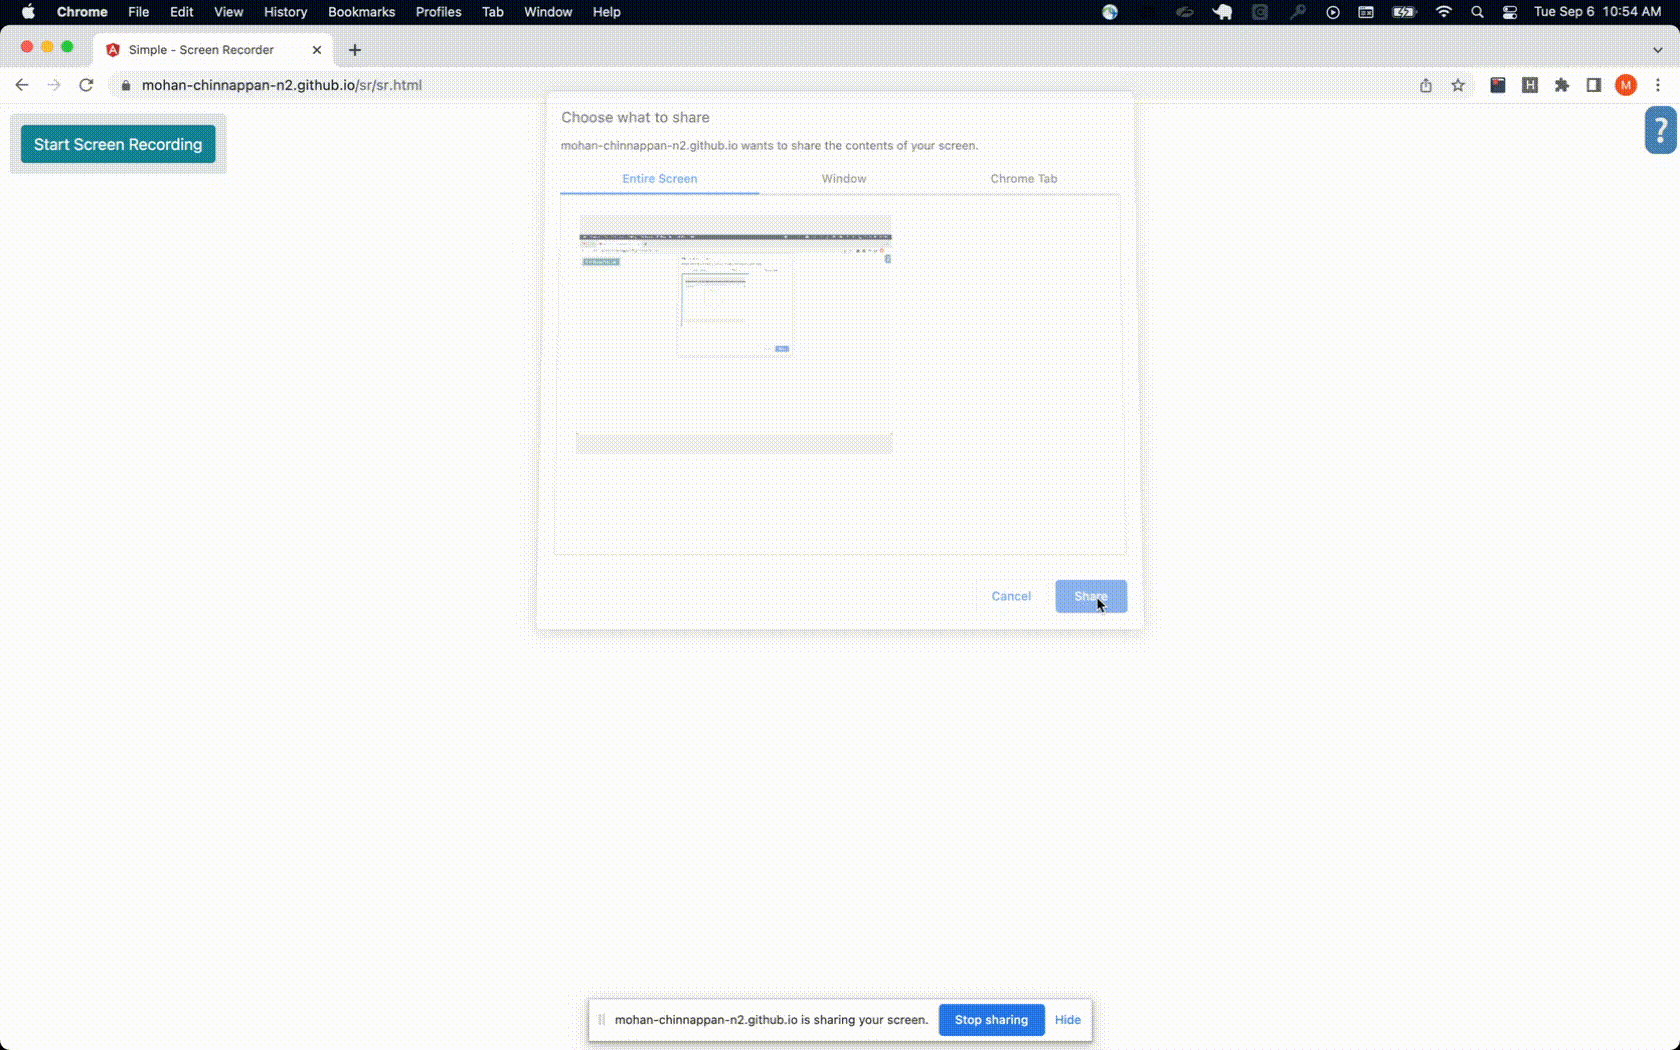 Chrome File Edit View History Bookmarks Profiles Tab Window Help Tue Sep 6 10:54 AM
Simple - Screen Recorder
mohan-chinnappan-n2.github.io/sr/sr.html
M
Start Screen Recording
?
Choose what to share
mohan-chinnappan-n2.github.io wants to share the contents of your screen.
Entire Screen Window Chrome Tab
Cancel Share
mohan-chinnappan-n2.github.io is sharing your screen. Stop sharing Hide